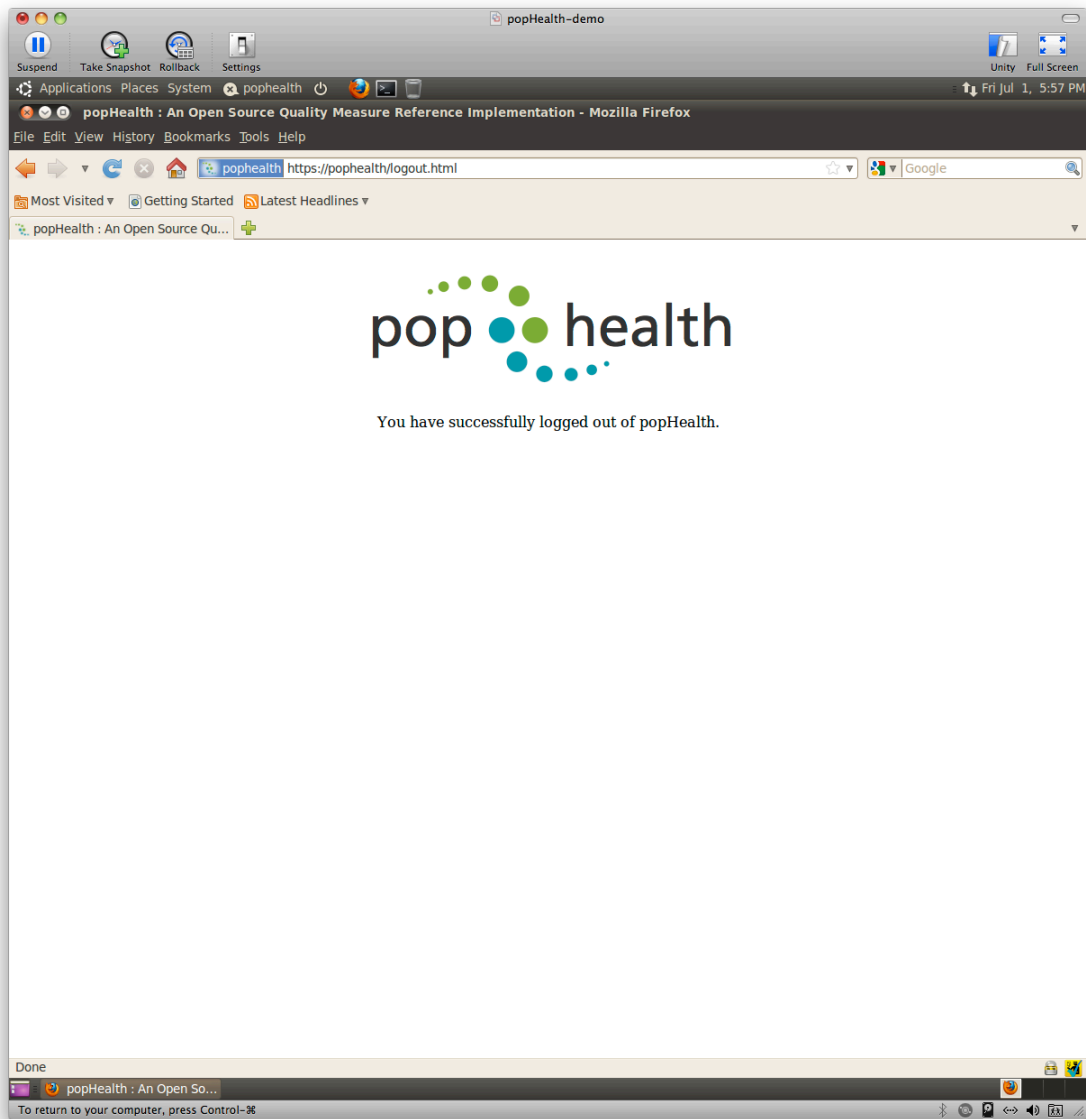 popHealth-demo
Suspend Take Snapshot Rollback Settings Unity Full Screen
Applications Places System pophealth Fri Jul 1, 5:57 PM
popHealth : An Open Source Quality Measure Reference Implementation - Mozilla Firefox
File Edit View History Bookmarks Tools Help
pophealth https://pophealth/logout.html Google
Most Visited Getting Started Latest Headlines
popHealth : An Open Source Qu...
pop health
You have successfully logged out of popHealth.
Done
popHealth : An Open So...
To return to your computer, press Control-⌘